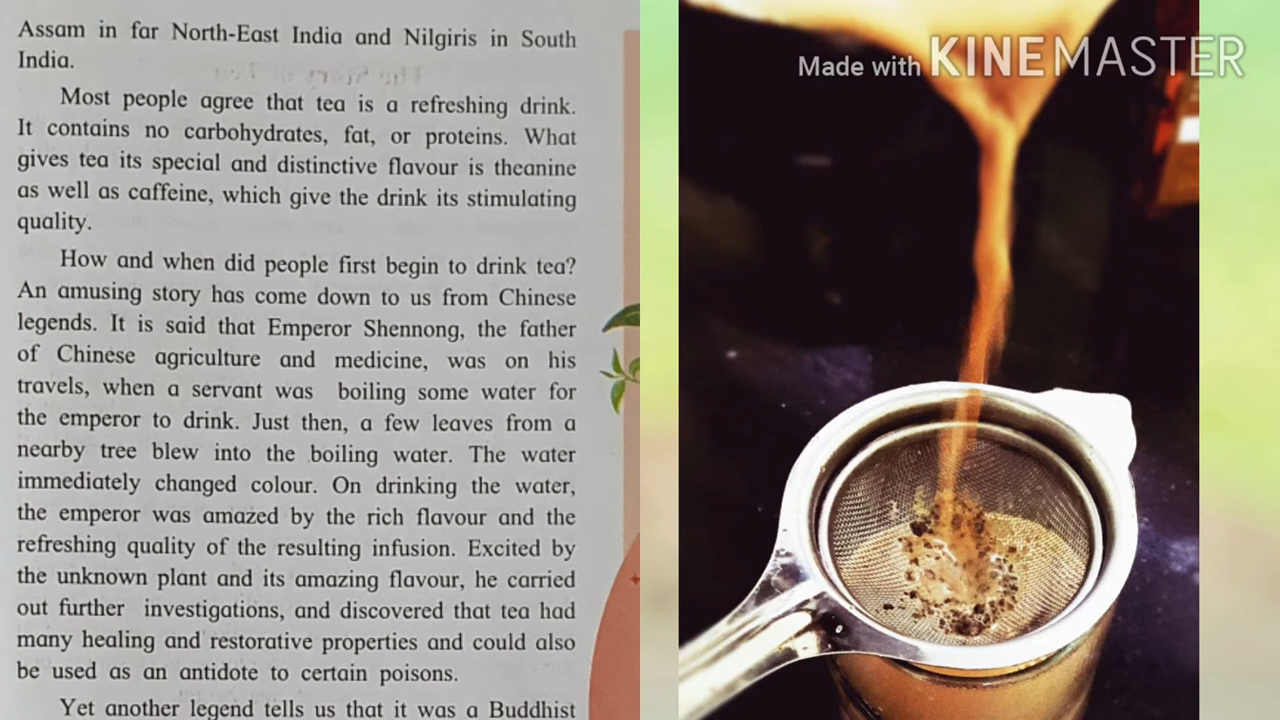 Assam in far North-East India and Nilgiris in South
India.
Most people agree that tea is a refreshing drink.
It contains no carbohydrates, fat, or proteins. What
gives tea its special and distinctive flavour is theanine
as well as caffeine, which give the drink its stimulating
quality.
How and when did people first begin to drink tea?
An amusing story has come down to us from Chinese
legends. It is said that Emperor Shennong, the father
of Chinese agriculture and medicine, was on his
travels, when a servant was boiling some water for
the emperor to drink. Just then, a few leaves from a
nearby tree blew into the boiling water. The water
immediately changed colour. On drinking the water,
the emperor was amazed by the rich flavour and the
refreshing quality of the resulting infusion. Excited by
the unknown plant and its amazing flavour, he carried
out further investigations, and discovered that tea had
many healing and restorative properties and could also
be used as an antidote to certain poisons.
Yet another legend tells us that it was a Buddhist
Made with KINEMASTER